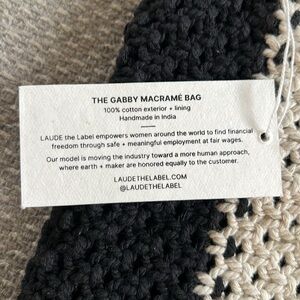 THE GABBY MACRAMÉ BAG
100% cotton exterior + lining
Handmade in India
LAUDE the Label empowers women around the world to find financial
freedom through safe + meaningful employment at fair wages.
Our model is moving the industry toward a more human approach,
where earth + maker are honored equally to the customer.
LAUDETHELABEL.COM
@LAUDETHELABEL